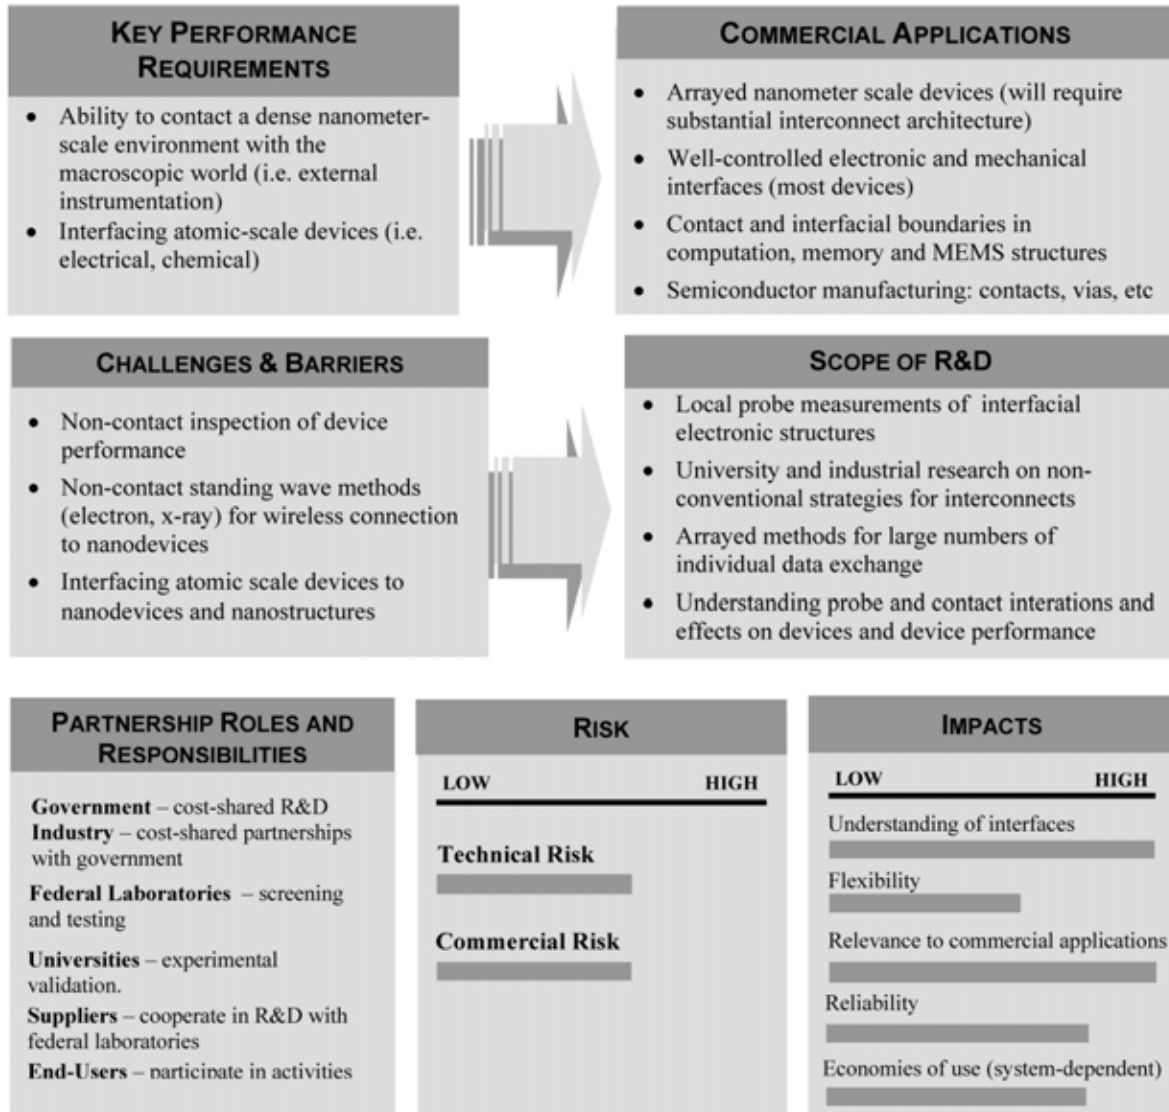 KEY PERFORMANCE
REQUIREMENTS
• Ability to contact a dense nanometer-
scale environment with the
macroscopic world (i.e. external
instrumentation)
• Interfacing atomic-scale devices (i.e.
electrical, chemical)
COMMERCIAL APPLICATIONS
• Arrayed nanometer scale devices (will require
substantial interconnect architecture)
• Well-controlled electronic and mechanical
interfaces (most devices)
• Contact and interfacial boundaries in
computation, memory and MEMS structures
• Semiconductor manufacturing: contacts, vias, etc
CHALLENGES & BARRIERS
• Non-contact inspection of device
performance
• Non-contact standing wave methods
(electron, x-ray) for wireless connection
to nanodevices
• Interfacing atomic scale devices to
nanodevices and nanostructures
SCOPE OF R&D
• Local probe measurements of interfacial
electronic structures
• University and industrial research on non-
conventional strategies for interconnects
• Arrayed methods for large numbers of
individual data exchange
• Understanding probe and contact interations and
effects on devices and device performance
PARTNERSHIP ROLES AND
RESPONSIBILITIES
Government – cost-shared R&D
Industry – cost-shared partnerships
with government
Federal Laboratories – screening
and testing
Universities – experimental
validation.
Suppliers – cooperate in R&D with
federal laboratories
End-Users – participate in activities
RISK
LOW HIGH
Technical Risk
Commercial Risk
IMPACTS
LOW HIGH
Understanding of interfaces
Flexibility
Relevance to commercial applications
Reliability
Economies of use (system-dependent)